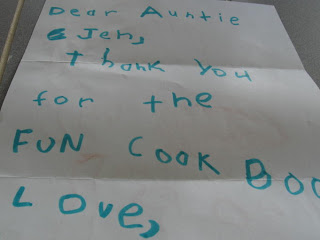 Dear Auntie
Jen,
Thank You
for the
FUN COOK BOO
Love,